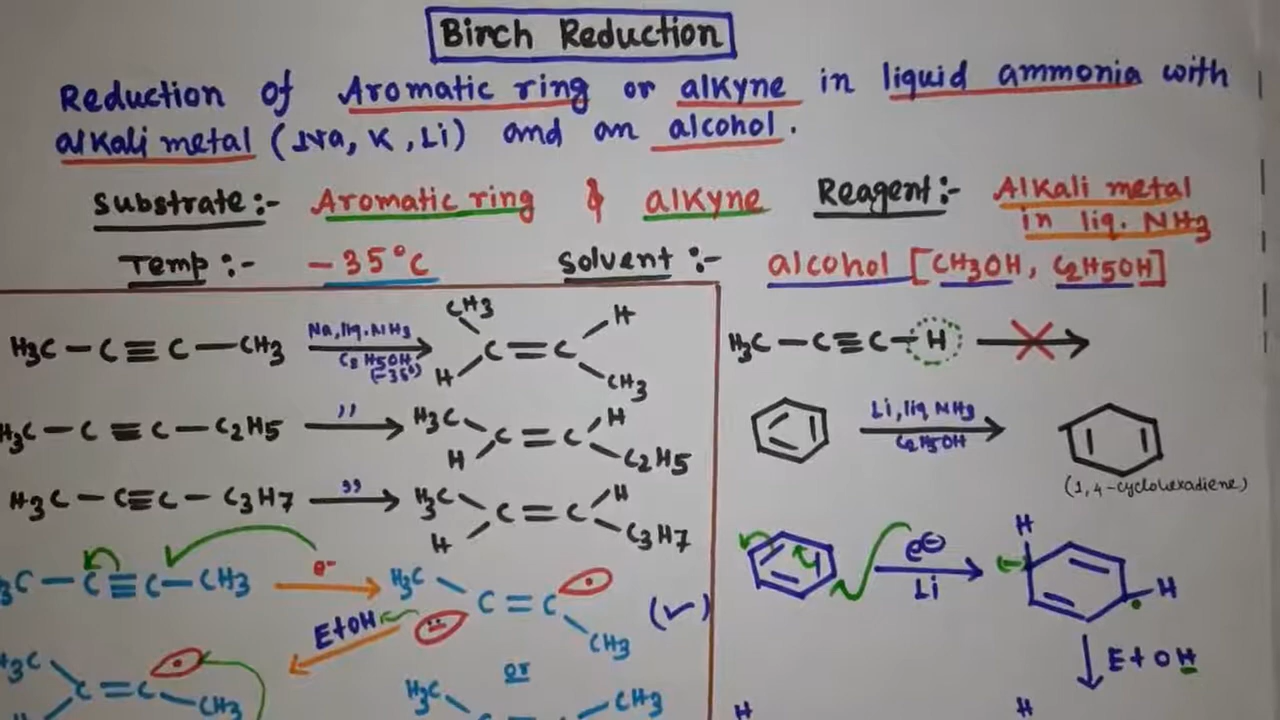 Birch Reduction
Reduction of Aromatic ring or alkyne in liquid ammonia with
alkali metal (Na, K, Li) and an alcohol.
Substrate:- Aromatic ring & alkyne Reagent:- Alkali metal
in liq. NH3
Temp:- -35°C Solvent:- alcohol [CH3OH, C2H5OH]
H3C-C≡C-CH3 Na, liq. NH3 C2H5OH (-35°) CH3 H C=C H CH3
H3C-C≡C-H
H3C-C≡C-C2H5 ,, H3C H C=C H C2H5
Li, liq NH3 C2H5OH
(1,4-cyclohexadiene)
H3C-C≡C-C3H7 ,, H3C H C=C H C3H7
H3C-C≡C-CH3 e- H3C C=C CH3 (✓)
e⊖ Li H H
EtOH
EtOH
H3C C=C CH3
or
H3C CH3
H H H